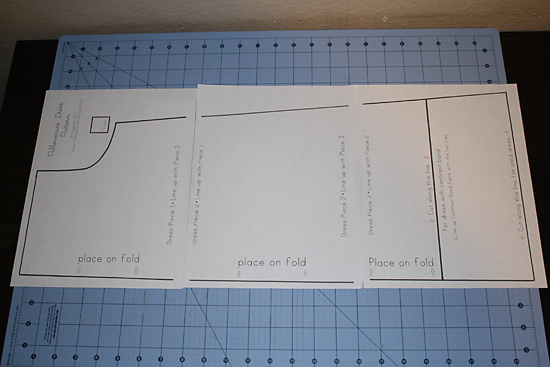 Pillowcase Dress
Pattern
Dress Piece 1•Line up with Piece 2
place on fold
Dress Piece 2•Line up with Piece 1
Dress Piece 2•Line up with Piece 3
place on fold
Dress Piece 3•Line up with Piece 2
Cut along this line
for dress with contrast band
Cut along this line for solid dress
Place on fold